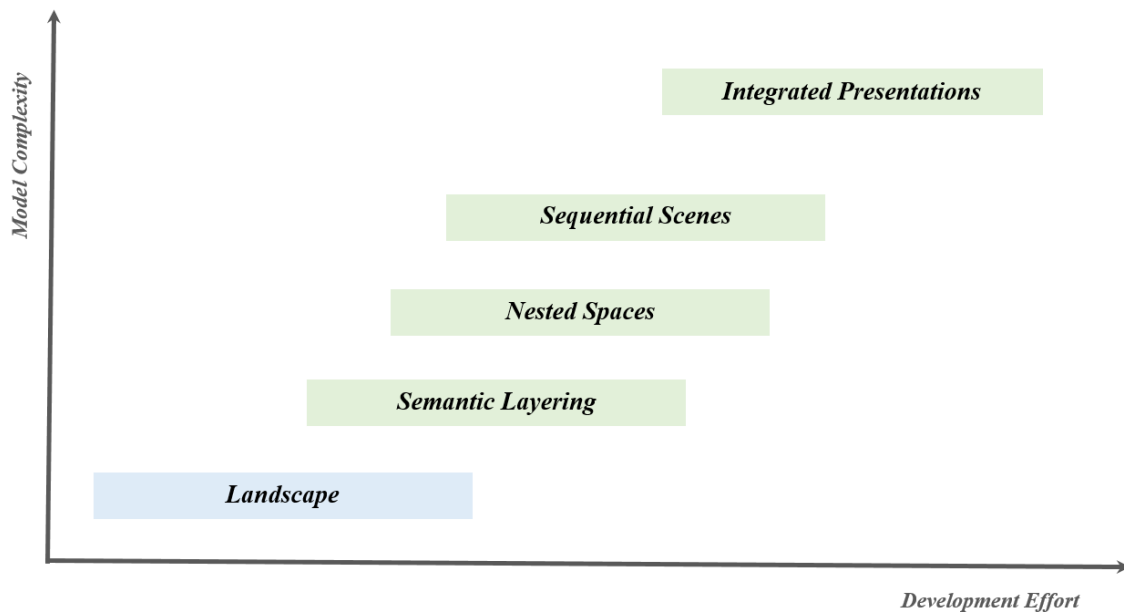 Model Complexity
Integrated Presentations
Sequential Scenes
Nested Spaces
Semantic Layering
Landscape
Development Effort